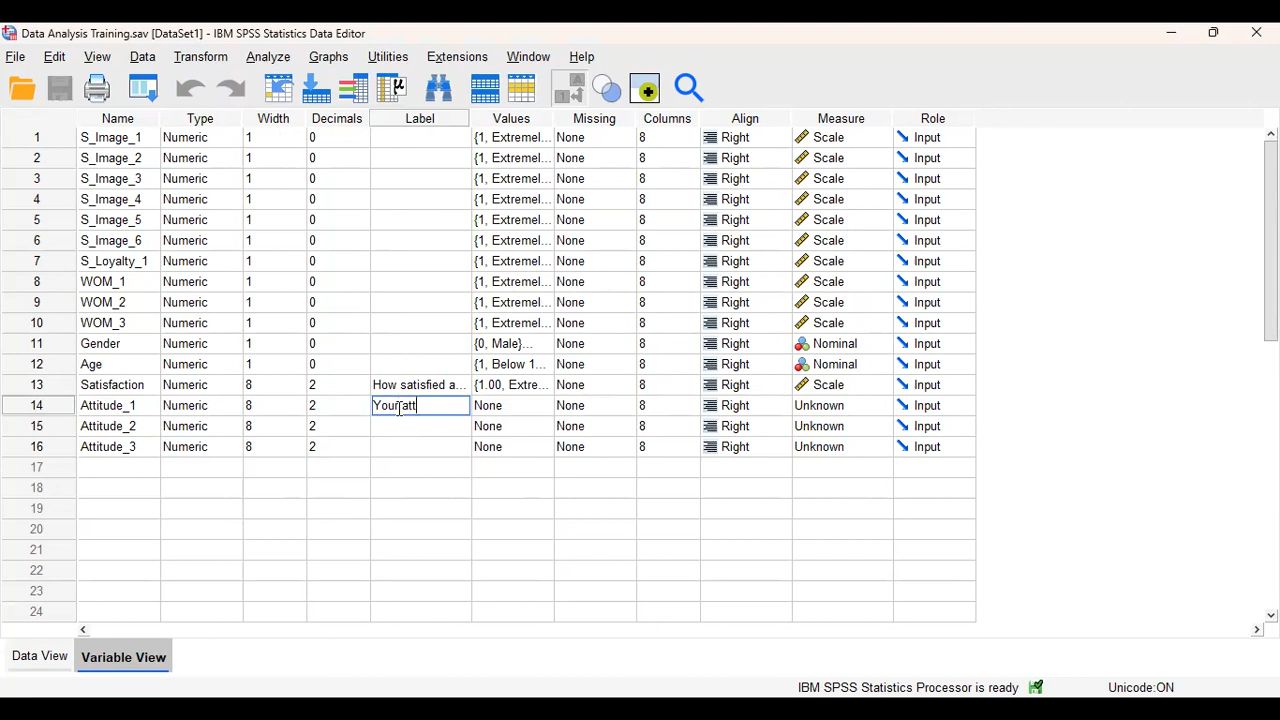 Data Analysis Training.sav [DataSet1] - IBM SPSS Statistics Data Editor
File Edit View Data Transform Analyze Graphs Utilities Extensions Window Help
Name Type Width Decimals Label Values Missing Columns Align Measure Role
1 S_Image_1 Numeric 1 0 {1, Extremel... None 8 Right Scale Input
2 S_Image_2 Numeric 1 0 {1, Extremel... None 8 Right Scale Input
3 S_Image_3 Numeric 1 0 {1, Extremel... None 8 Right Scale Input
4 S_Image_4 Numeric 1 0 {1, Extremel... None 8 Right Scale Input
5 S_Image_5 Numeric 1 0 {1, Extremel... None 8 Right Scale Input
6 S_Image_6 Numeric 1 0 {1, Extremel... None 8 Right Scale Input
7 S_Loyalty_1 Numeric 1 0 {1, Extremel... None 8 Right Scale Input
8 WOM_1 Numeric 1 0 {1, Extremel... None 8 Right Scale Input
9 WOM_2 Numeric 1 0 {1, Extremel... None 8 Right Scale Input
10 WOM_3 Numeric 1 0 {1, Extremel... None 8 Right Scale Input
11 Gender Numeric 1 0 {0, Male}... None 8 Right Nominal Input
12 Age Numeric 1 0 {1, Below 1... None 8 Right Nominal Input
13 Satisfaction Numeric 8 2 How satisfied a... {1.00, Extre... None 8 Right Scale Input
14 Attitude_1 Numeric 8 2 Your att None None 8 Right Unknown Input
15 Attitude_2 Numeric 8 2 None None 8 Right Unknown Input
16 Attitude_3 Numeric 8 2 None None 8 Right Unknown Input
17
18
19
20
21
22
23
24
Data View Variable View
IBM SPSS Statistics Processor is ready Unicode:ON